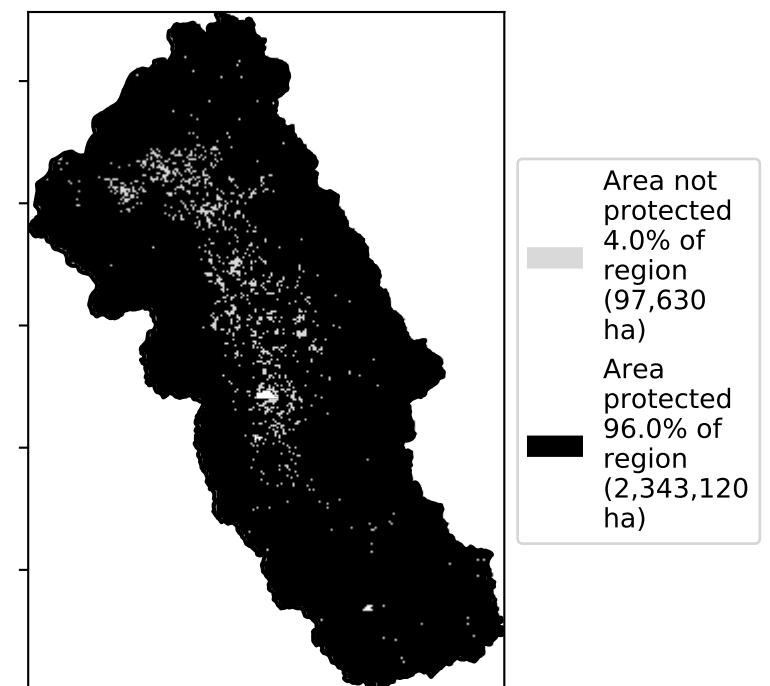 Area not
protected
4.0% of
region
(97,630
ha)
Area
protected
96.0% of
region
(2,343,120
ha)